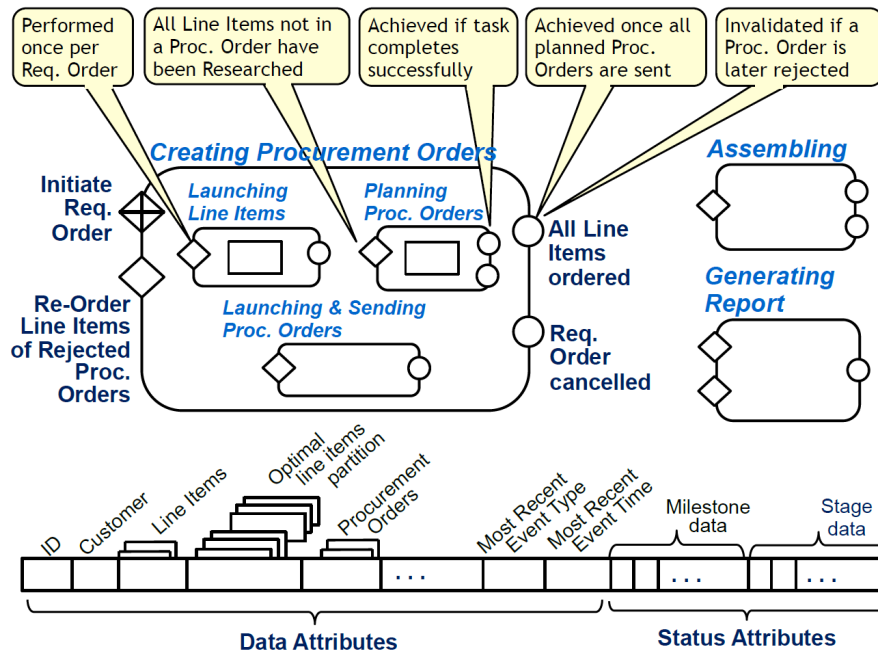 Performed
once per
Req. Order
All Line Items not in
a Proc. Order have
been Researched
Achieved if task
completes
successfully
Achieved once all
planned Proc.
Orders are sent
Invalidated if a
Proc. Order is
later rejected
Creating Procurement Orders
Assembling
Initiate
Req.
Order
Launching
Line Items
Planning
Proc. Orders
All Line
Items
ordered
Generating
Report
Re-Order
Line Items
of Rejected
Proc.
Orders
Launching & Sending
Proc. Orders
Req.
Order
cancelled
ID
Customer
Line Items
Optimal
line items
partition
Procurement
Orders
. . .
Most Recent
Event Type
Most Recent
Event Time
Milestone
data
. . .
Stage
data
. . .
Data Attributes
Status Attributes